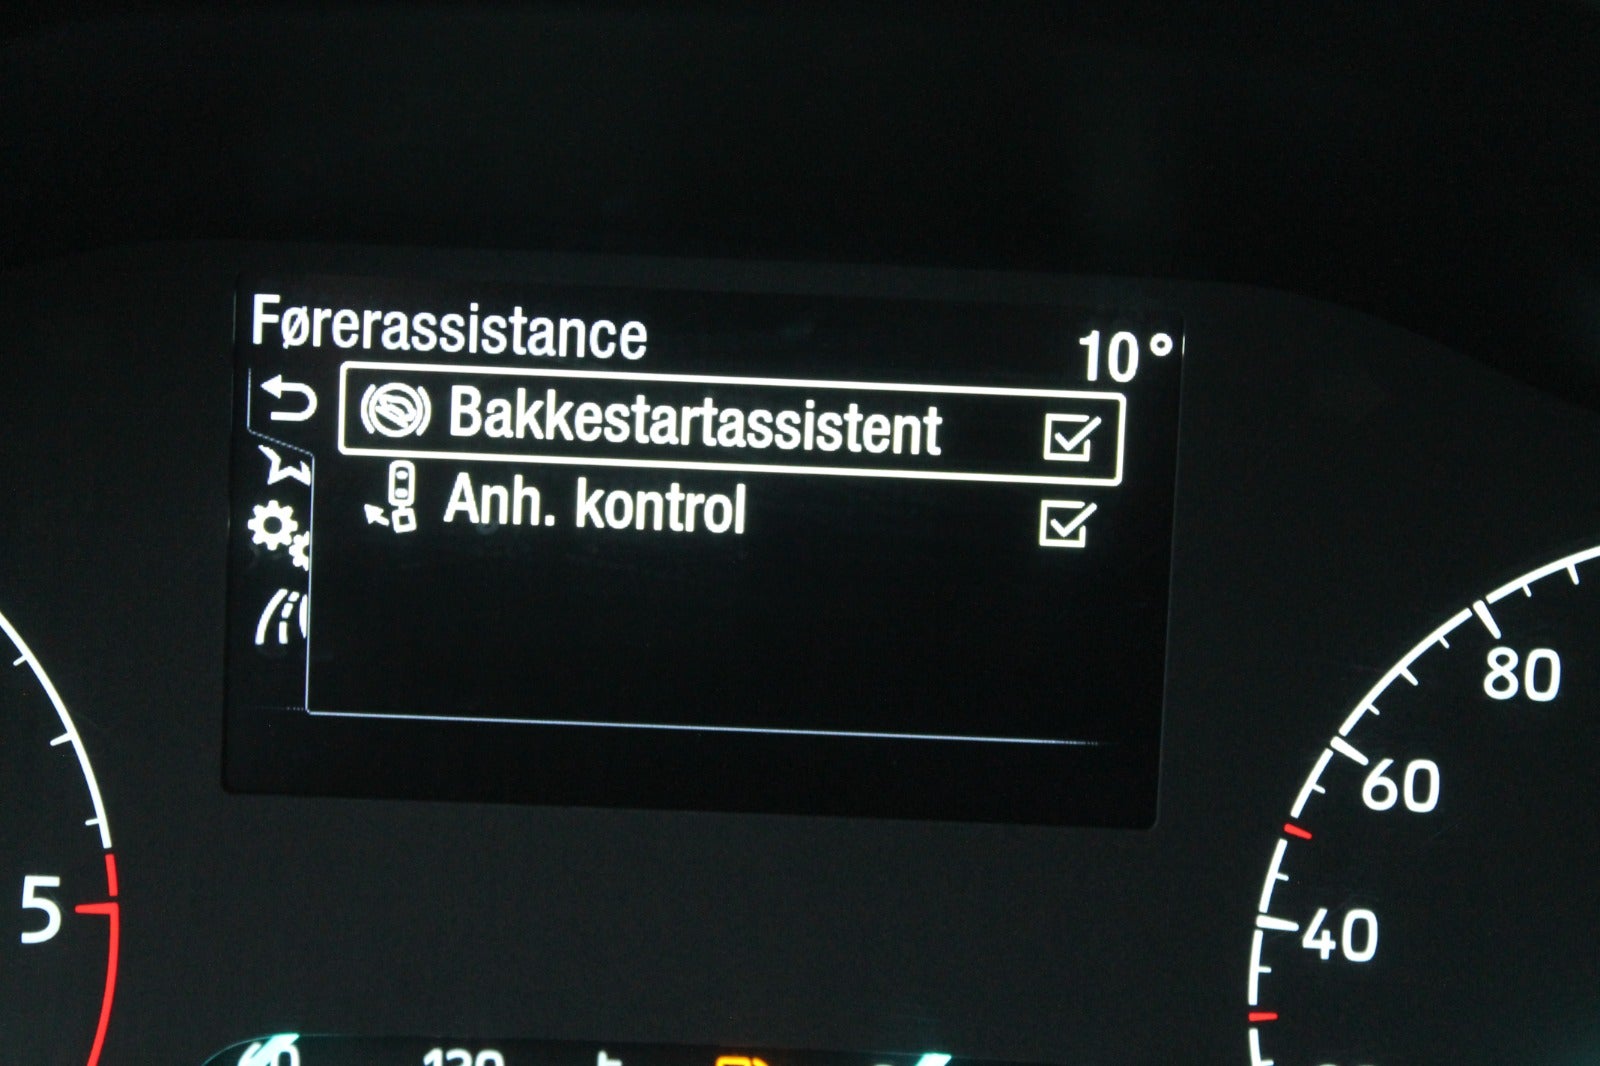 Førerassistance 10°
Bakkestartassistent
Anh. kontrol
80
60
5
40